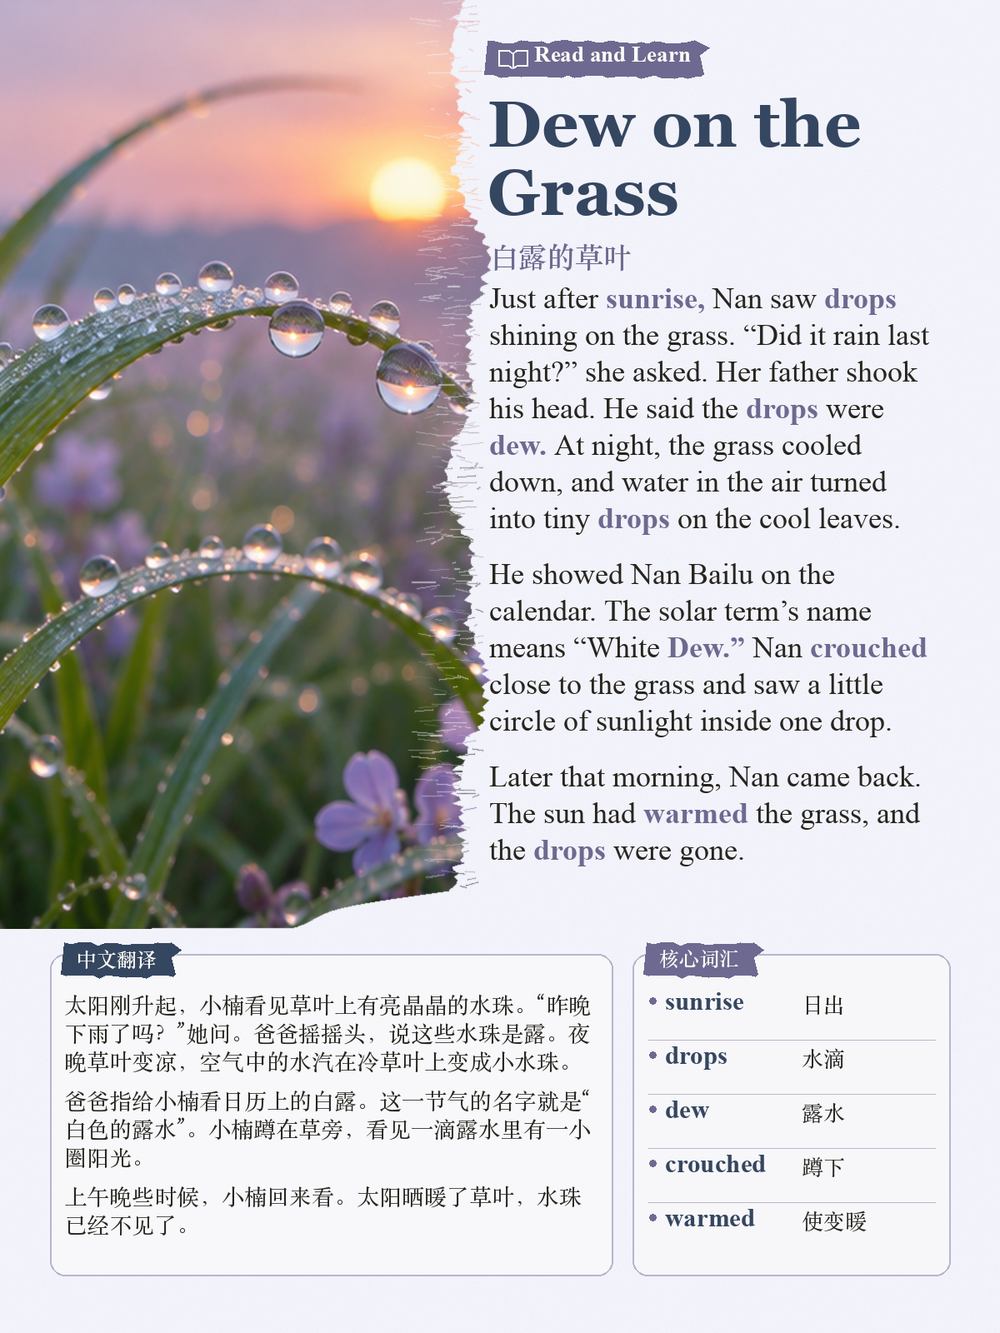 Read and Learn
Dew on the
Grass
白露的草叶
Just after sunrise, Nan saw drops
shining on the grass. “Did it rain last
night?” she asked. Her father shook
his head. He said the drops were
dew. At night, the grass cooled
down, and water in the air turned
into tiny drops on the cool leaves.
He showed Nan Bailu on the
calendar. The solar term’s name
means “White Dew.” Nan crouched
close to the grass and saw a little
circle of sunlight inside one drop.
Later that morning, Nan came back.
The sun had warmed the grass, and
the drops were gone.
中文翻译
太阳刚升起，小楠看见草叶上有亮晶晶的水珠。“昨晚
下雨了吗？”她问。爸爸摇摇头，说这些水珠是露。夜
晚草叶变凉，空气中的水汽在冷草叶上变成小水珠。
爸爸指给小楠看日历上的白露。这一节气的名字就是“
白色的露水”。小楠蹲在草旁，看见一滴露水里有一小
圈阳光。
上午晚些时候，小楠回来看。太阳晒暖了草叶，水珠
已经不见了。
核心词汇
• sunrise 日出
• drops 水滴
• dew 露水
• crouched 蹲下
• warmed 使变暖